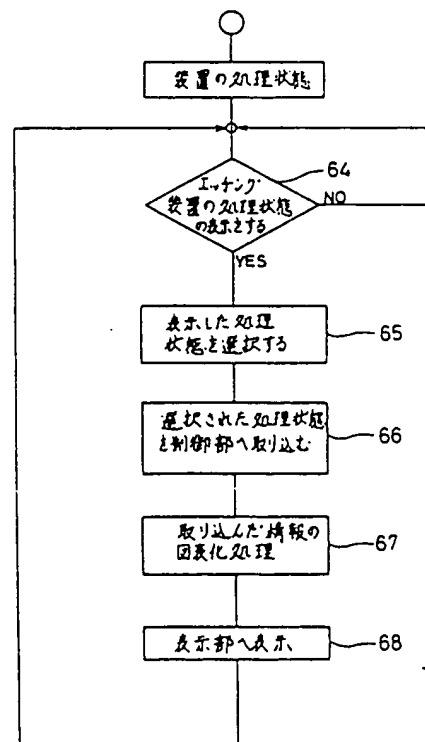 装置の処理状態
64
エッチング
装置の処理状態
の表示をする
NO
YES
表示した処理
状態を選択する
65
選択された処理状態
を制御部へ取り込む
66
取り込んだ情報の
図表化処理
67
表示部へ表示
68